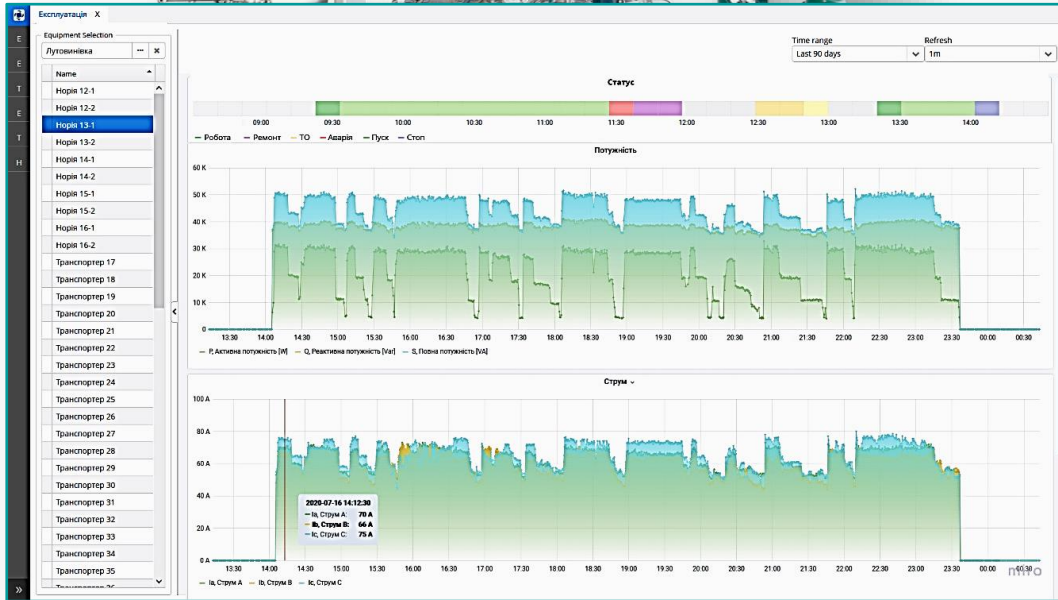 Експлуатація X
Equipment Selection
Лутовинівка
Name
Норія 12-1
Норія 12-2
Норія 13-1
Норія 13-2
Норія 14-1
Норія 14-2
Норія 15-1
Норія 15-2
Норія 16-1
Норія 16-2
Транспортер 17
Транспортер 18
Транспортер 19
Транспортер 20
Транспортер 21
Транспортер 22
Транспортер 23
Транспортер 24
Транспортер 25
Транспортер 26
Транспортер 27
Транспортер 28
Транспортер 29
Транспортер 30
Транспортер 31
Транспортер 32
Транспортер 33
Транспортер 34
Транспортер 35
E
E
T
E
T
H
Time range
Last 90 days
Refresh
1m
Статус
09:00 09:30 10:00 10:30 11:00 11:30 12:00 12:30 13:00 13:30 14:00
Робота Ремонт ТО Аварія Пуск Стоп
Потужність
60 K
50 K
40 K
30 K
20 K
10 K
0
13:30 14:00 14:30 15:00 15:30 16:00 16:30 17:00 17:30 18:00 18:30 19:00 19:30 20:00 20:30 21:00 21:30 22:00 22:30 23:00 23:30 00:00 00:30
P, Активна потужність [W] Q, Реактивна потужність [Var] S, Повна потужність [VA]
Струм
100 A
80 A
60 A
40 A
20 A
0 A
2020-07-16 14:12:30
Ia, Струм A: 70 A
Ib, Струм B: 66 A
Ic, Струм C: 75 A
13:30 14:00 14:30 15:00 15:30 16:00 16:30 17:00 17:30 18:00 18:30 19:00 19:30 20:00 20:30 21:00 21:30 22:00 22:30 23:00 23:30 00:00 00:30
Ia, Струм A Ib, Струм B Ic, Струм C
miro